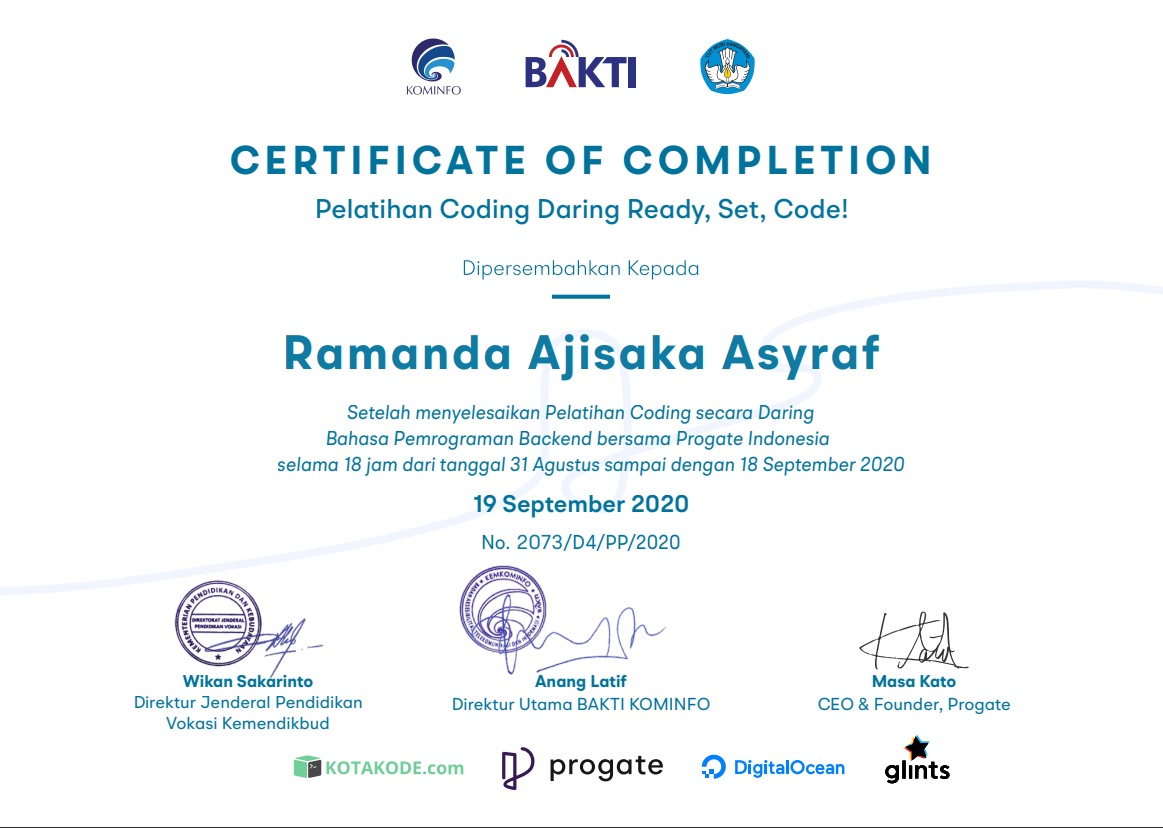 KOMINFO
BAKTI
TUT WURI HANDAYANI
CERTIFICATE OF COMPLETION
Pelatihan Coding Daring Ready, Set, Code!
Dipersembahkan Kepada
Ramanda Ajisaka Asyraf
Setelah menyelesaikan Pelatihan Coding secara Daring
Bahasa Pemrograman Backend bersama Progate Indonesia
selama 18 jam dari tanggal 31 Agustus sampai dengan 18 September 2020
19 September 2020
No. 2073/D4/PP/2020
KEMENTERIAN PENDIDIKAN DAN KEBUDAYAAN
DIREKTORAT JENDERAL
PENDIDIKAN VOKASI
KEMKOMINFO
BAKTI
Wikan Sakarinto
Direktur Jenderal Pendidikan
Vokasi Kemendikbud
Anang Latif
Direktur Utama BAKTI KOMINFO
Masa Kato
CEO & Founder, Progate
KOTAKODE.com
progate
DigitalOcean
glints